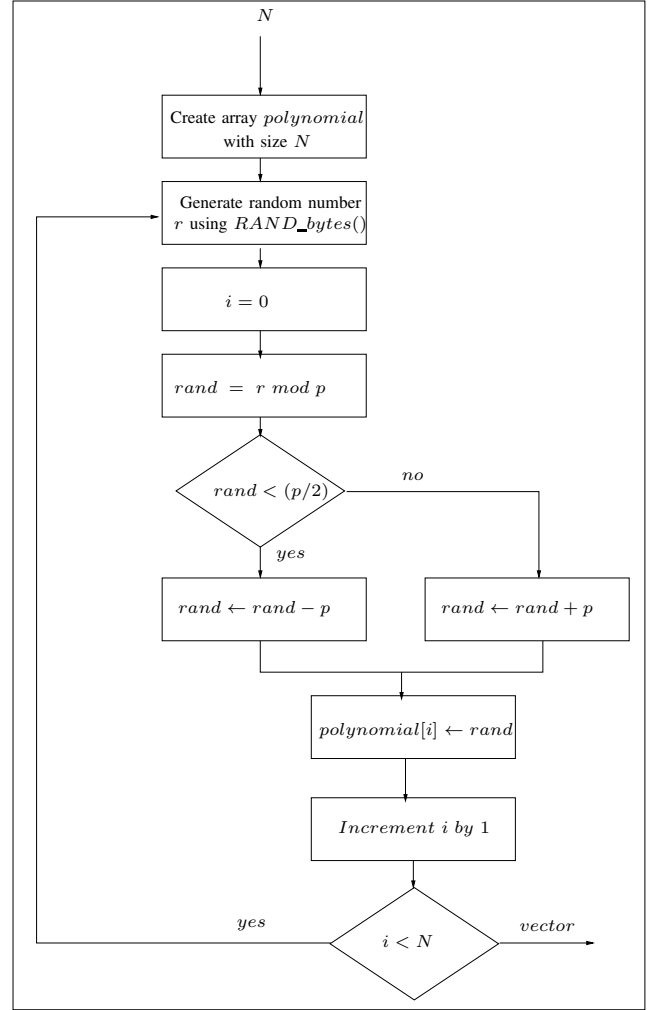 N
Create array polynomial
with size N
Generate random number
r using RAND_bytes()
i = 0
rand = r mod p
rand < (p/2)
no
yes
rand ← rand − p
rand ← rand + p
polynomial[i] ← rand
Increment i by 1
yes
i < N
vector